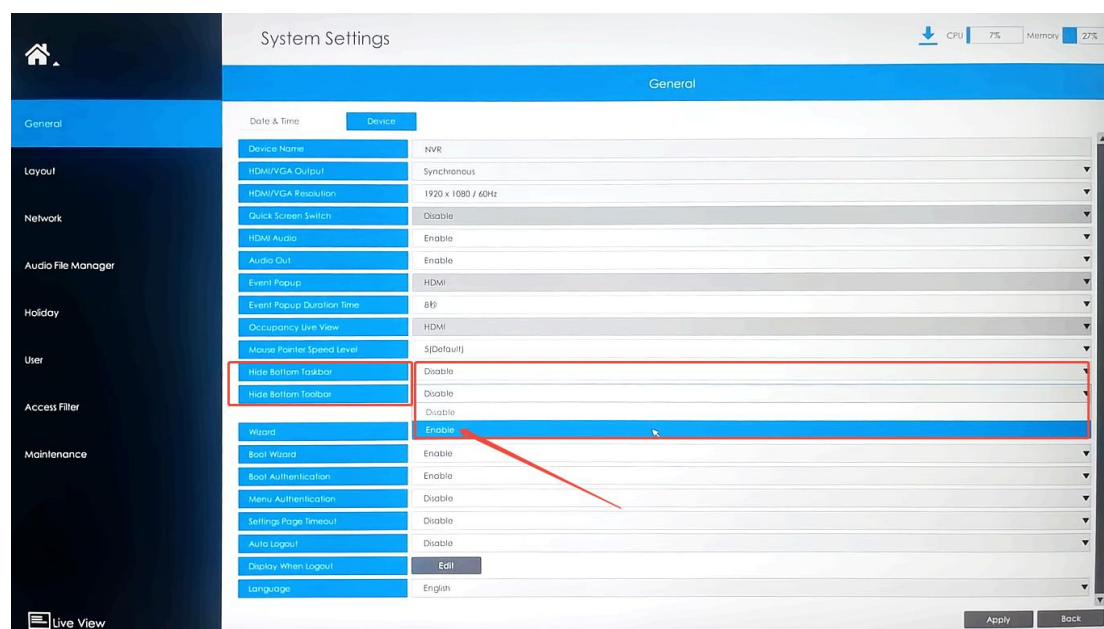 System Settings
CPU 7% Memory 27%
General
General
Layout
Network
Audio File Manager
Holiday
User
Access Filter
Maintenance
Live View
Date & Time Device
Device Name NVR
HDMI/VGA Output Synchronous
HDMI/VGA Resolution 1920 x 1080 / 60Hz
Quick Screen Switch Disable
HDMI Audio Enable
Audio Out Enable
Event Popup HDMI
Event Popup Duration Time 8秒
Occupancy Live View HDMI
Mouse Pointer Speed Level 5(Default)
Hide Bottom Taskbar Disable
Hide Bottom Toolbar Disable
Disable
Wizard Enable
Boot Wizard Enable
Boot Authentication Enable
Menu Authentication Disable
Settings Page Timeout Disable
Auto Logout Disable
Display When Logout Edit
Language English
Apply Back